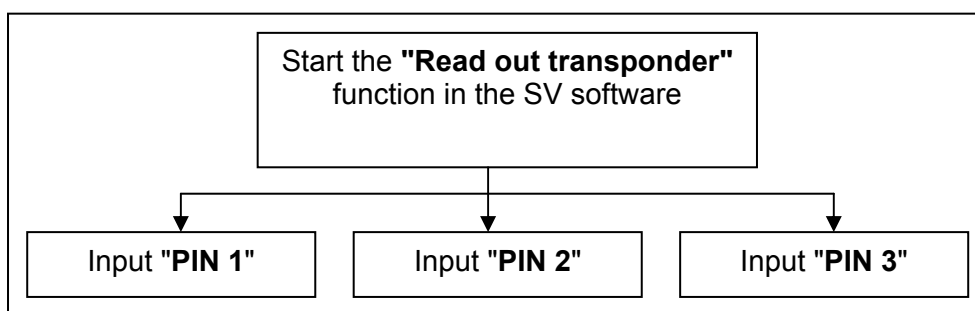 Start the "Read out transponder"
function in the SV software
Input "PIN 1"
Input "PIN 2"
Input "PIN 3"